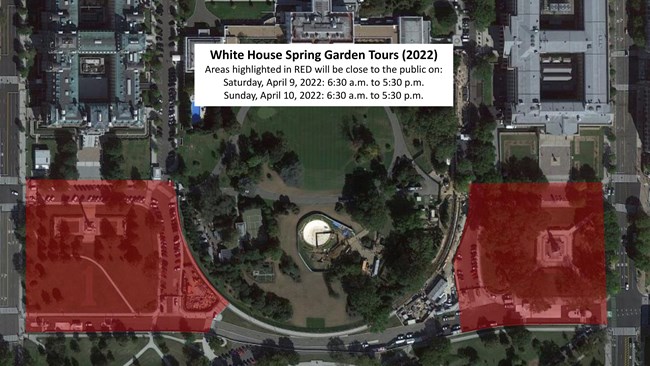 White House Spring Garden Tours (2022)
Areas highlighted in RED will be close to the public on:
Saturday, April 9, 2022: 6:30 a.m. to 5:30 p.m.
Sunday, April 10, 2022: 6:30 a.m. to 5:30 p.m.